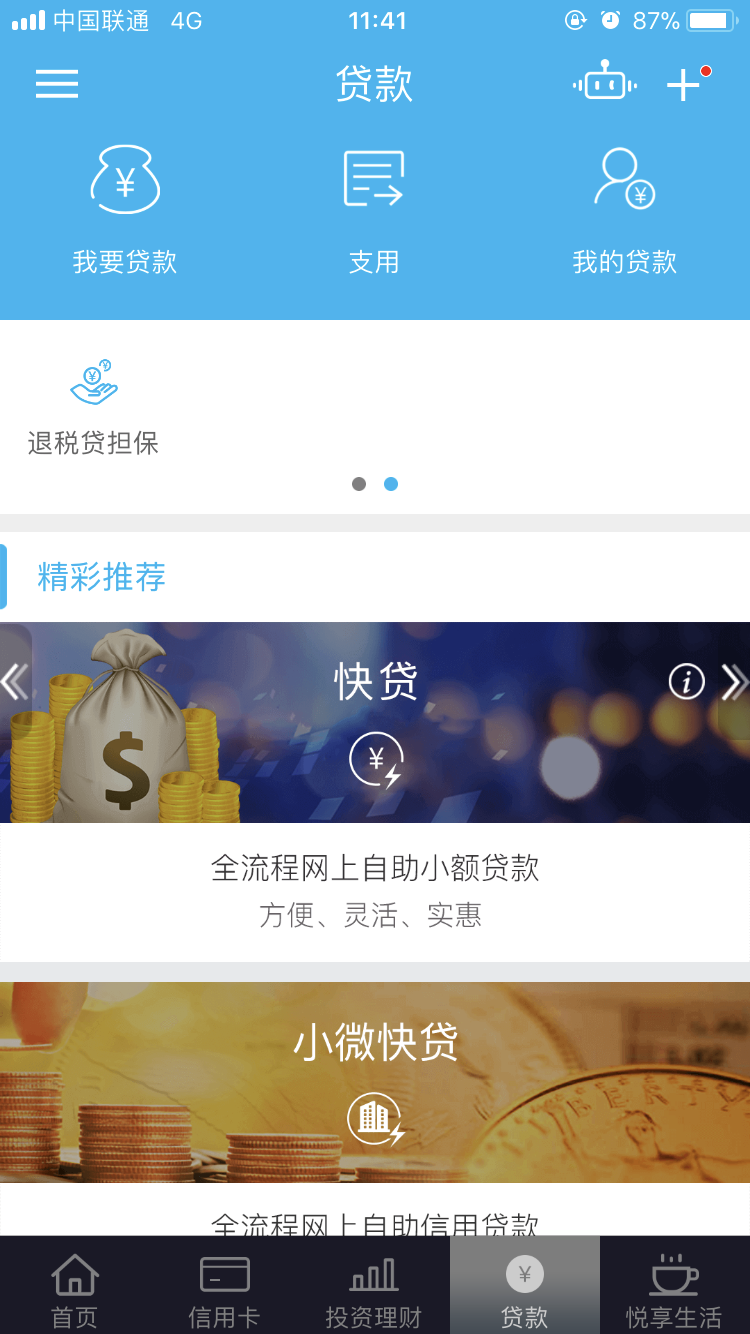 中国联通 4G 11:41 87%
贷款
我要贷款 支用 我的贷款
退税贷担保
精彩推荐
快贷
全流程网上自助小额贷款
方便、灵活、实惠
小微快贷
LIBERTY
全流程网上自助信用贷款
首页 信用卡 投资理财 贷款 悦享生活